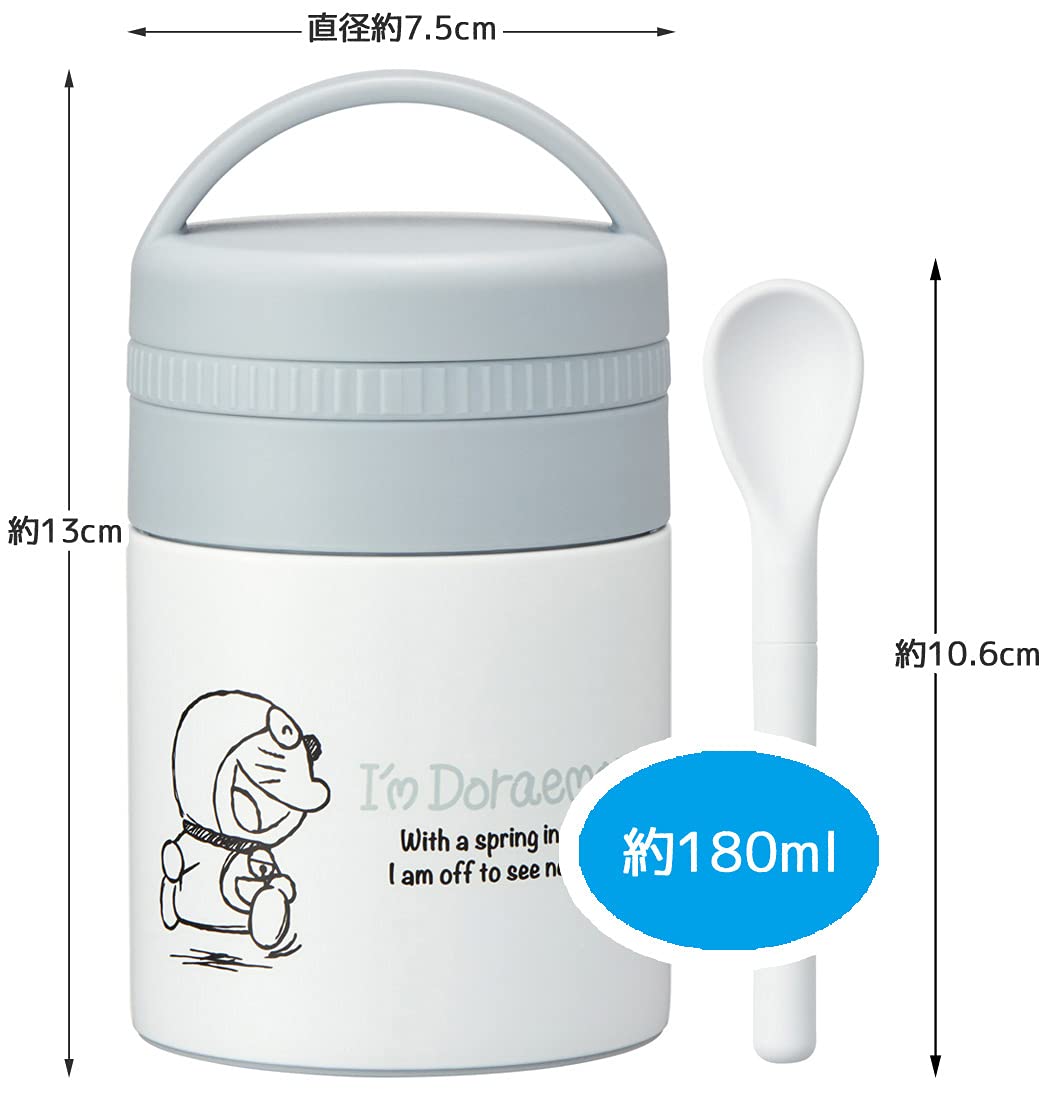 直径約7.5cm
約13cm
約10.6cm
I'm
With a spring in
I am off to see
約180ml